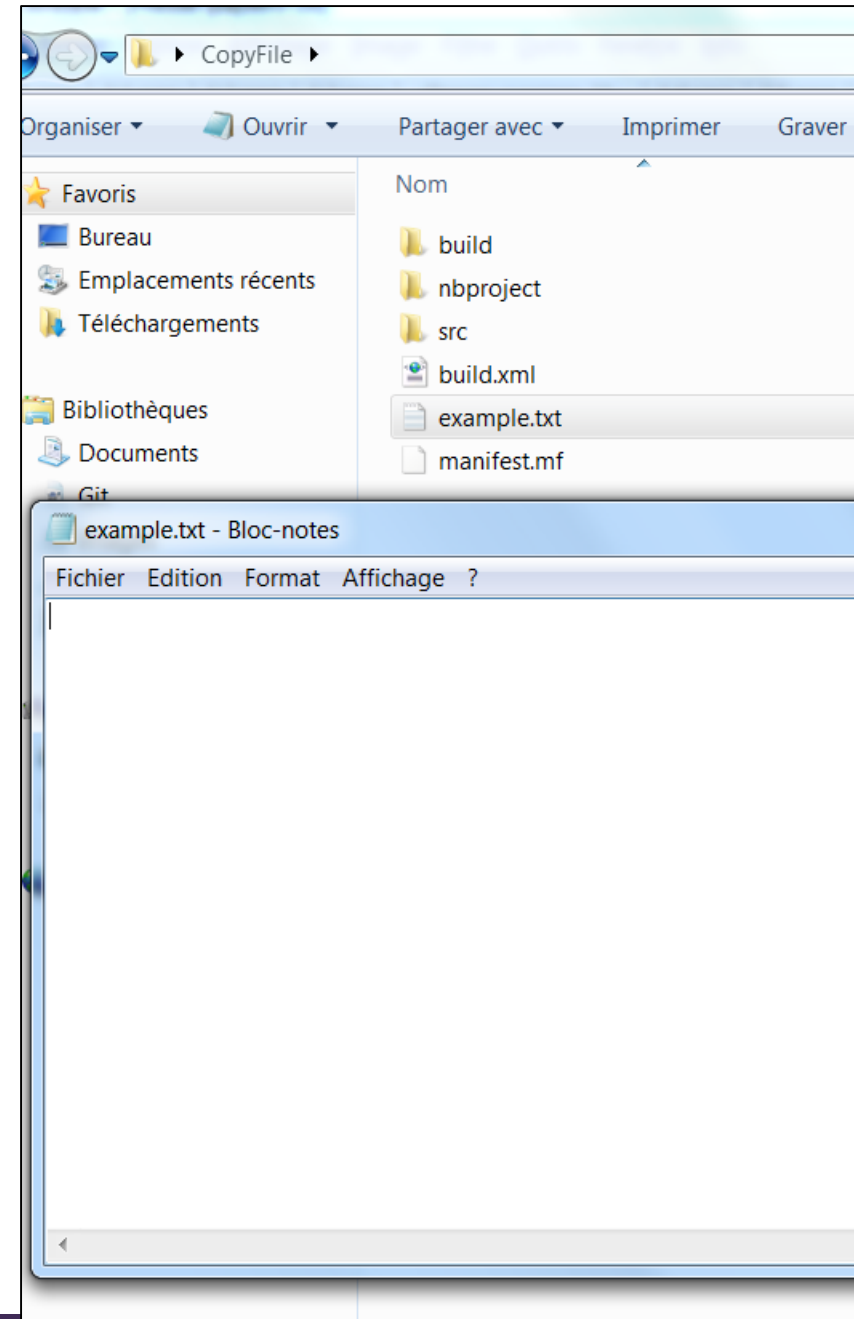 CopyFile
Organiser Ouvrir Partager avec Imprimer Graver
Favoris
Bureau
Emplacements récents
Téléchargements
Bibliothèques
Documents
Git
Nom
build
nbproject
src
build.xml
example.txt
manifest.mf
example.txt - Bloc-notes
Fichier Edition Format Affichage ?